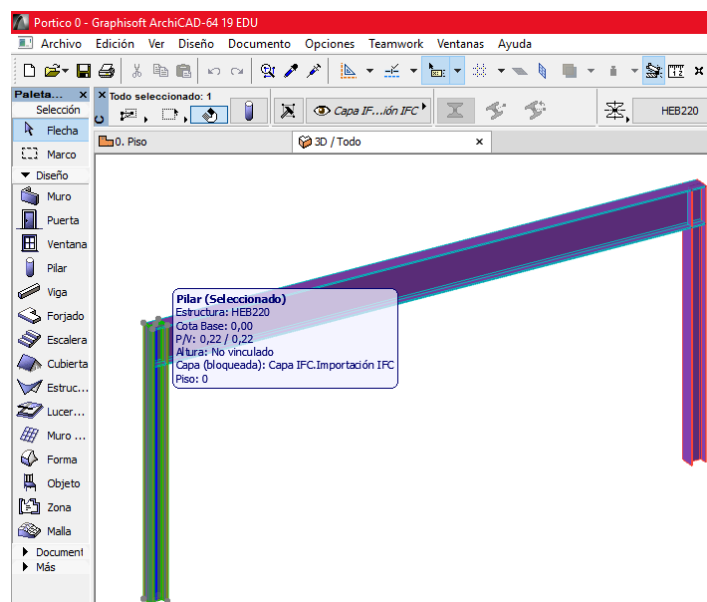 Portico 0 - Graphisoft ArchiCAD-64 19 EDU
Archivo Edición Ver Diseño Documento Opciones Teamwork Ventanas Ayuda
Paleta... x
Selección
Flecha
Marco
Diseño
Muro
Puerta
Ventana
Pilar
Viga
Forjado
Escalera
Cubierta
Estruc...
Lucer...
Muro ...
Forma
Objeto
Zona
Malla
Document
Más
Todo seleccionado: 1
Capa IF...ión IFC
HEB220
0. Piso
3D / Todo
Pilar (Seleccionado)
Estructura: HEB220
Cota Base: 0,00
P/V: 0,22 / 0,22
Altura: No vinculado
Capa (bloqueada): Capa IFC.Importación IFC
Piso: 0